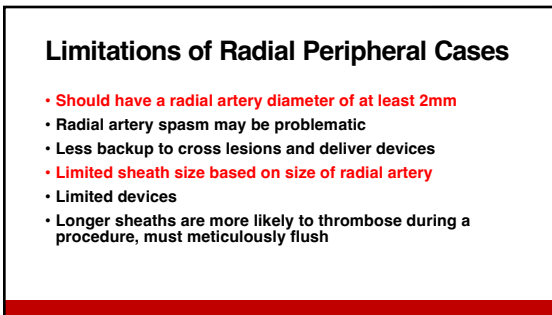 Limitations of Radial Peripheral Cases
• Should have a radial artery diameter of at least 2mm
• Radial artery spasm may be problematic
• Less backup to cross lesions and deliver devices
• Limited sheath size based on size of radial artery
• Limited devices
• Longer sheaths are more likely to thrombose during a
procedure, must meticulously flush